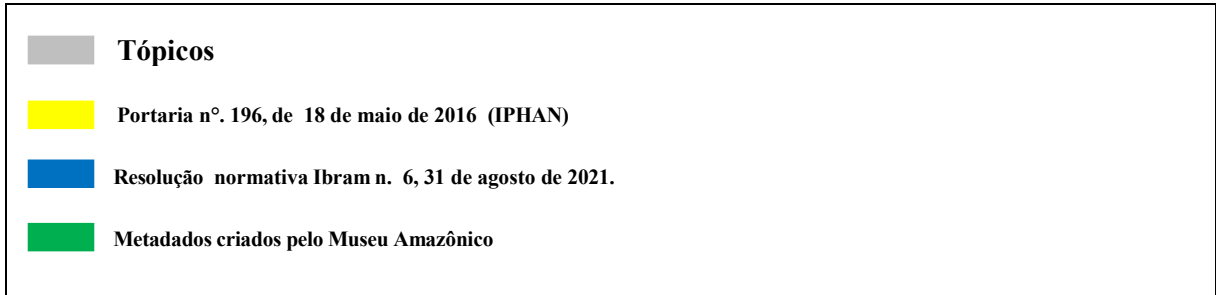 Tópicos
Portaria n°. 196, de 18 de maio de 2016 (IPHAN)
Resolução normativa Ibram n. 6, 31 de agosto de 2021.
Metadados criados pelo Museu Amazônico